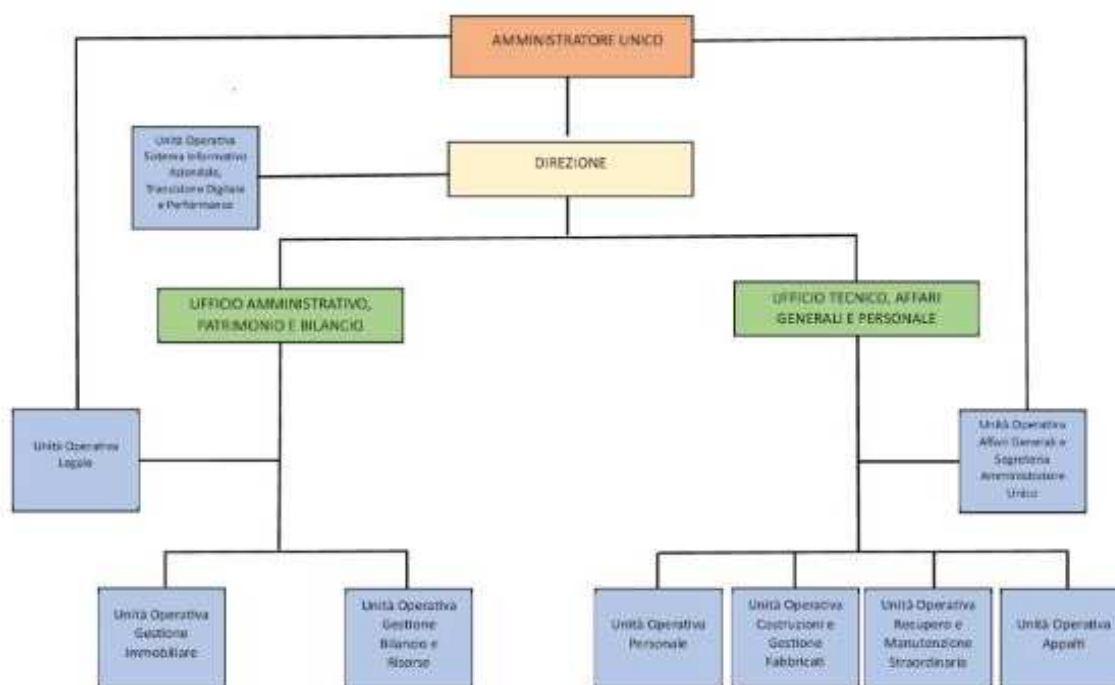 AMMINISTRATORE UNICO
Unità Operativa
Sistema Informativo
Aziendale,
Transizione Digitale
e Performance
DIREZIONE
UFFICIO AMMINISTRATIVO,
PATRIMONIO E BILANCIO
UFFICIO TECNICO, AFFARI
GENERALI E PERSONALE
Unità Operativa
Legale
Unità Operativa
Affari Generali e
Segreteria
Amministratore
Unico
Unità Operativa
Gestione
Immobiliare
Unità Operativa
Gestione
Bilancio e
Risorse
Unità Operativa
Personale
Unità Operativa
Costruzioni e
Gestione
Fabbricati
Unità Operativa
Recupero e
Manutenzione
Straordinaria
Unità Operativa
Appalti